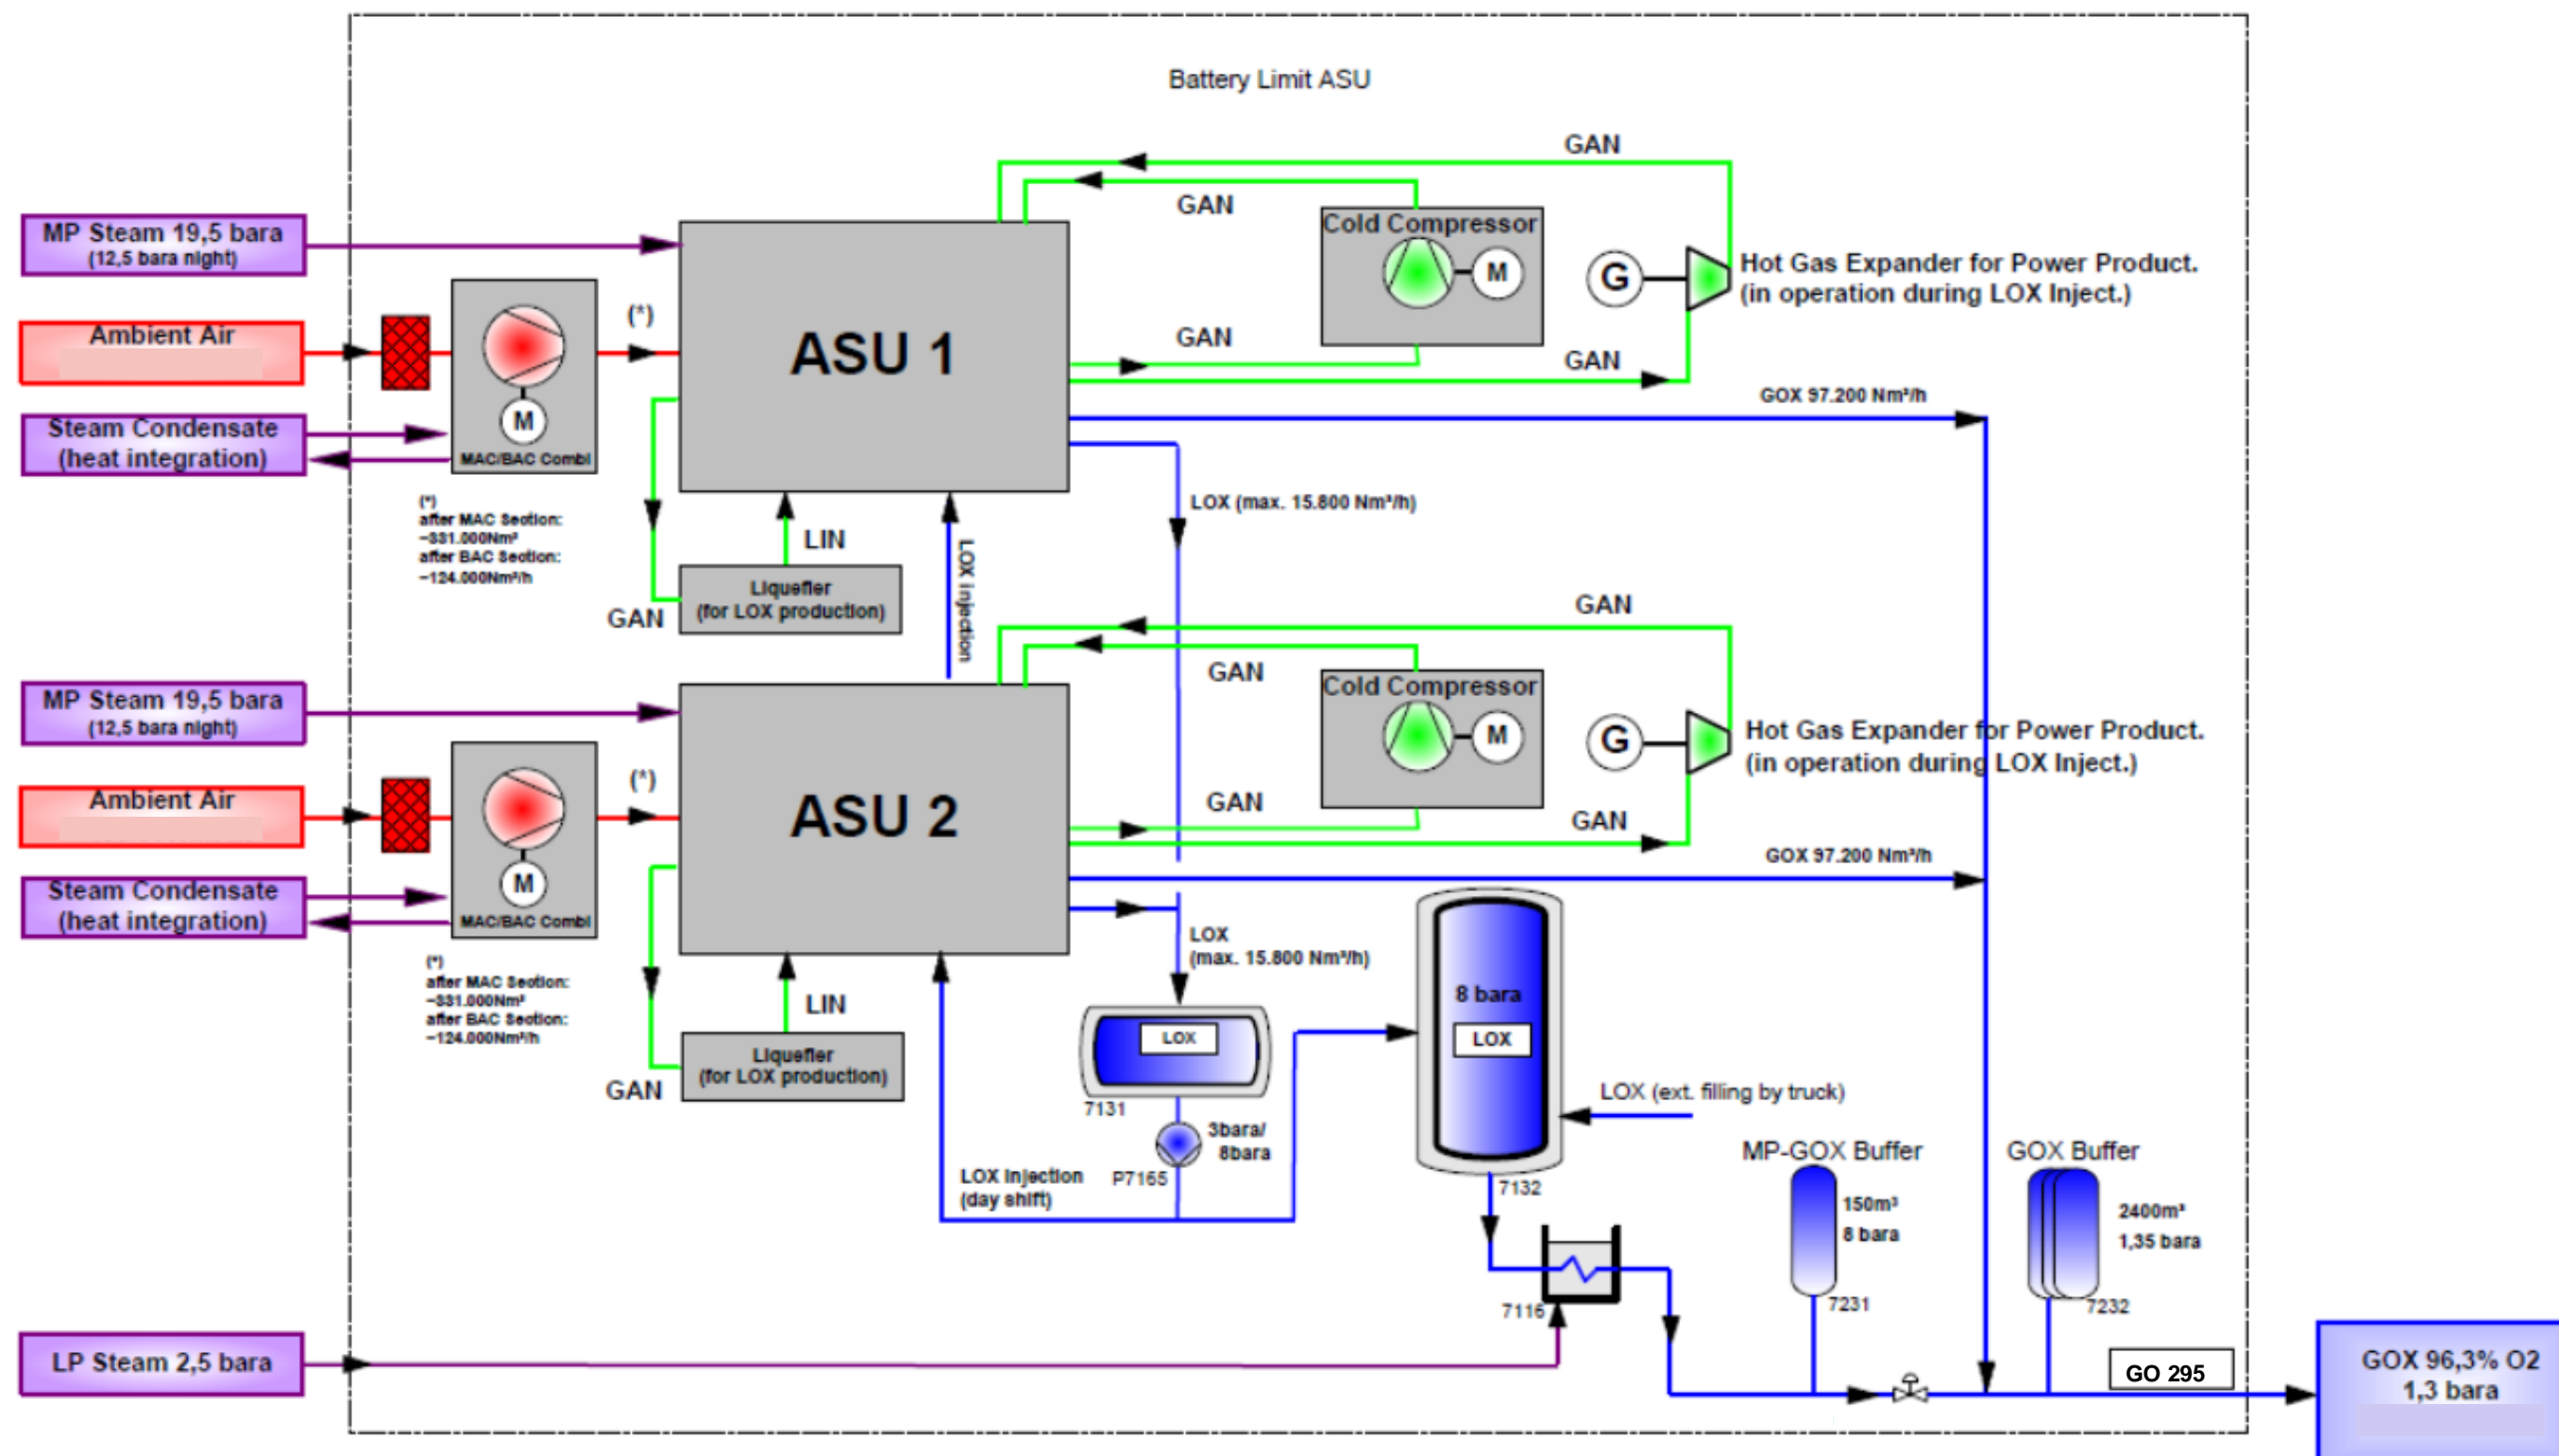 Battery Limit ASU
MP Steam 19,5 bara
(12,5 bara night)
Ambient Air
Steam Condensate
(heat integration)
M
MAC/BAC Combi
(*)
(*)
after MAC Section:
~331.000Nm³
after BAC Section:
~124.000Nm³/h
ASU 1
GAN
GAN
Cold Compressor
M
G
Hot Gas Expander for Power Product.
(in operation during LOX Inject.)
GAN
GAN
GOX 97.200 Nm³/h
LOX (max. 15.800 Nm³/h)
LIN
Liquefier
(for LOX production)
GAN
LOX injection
MP Steam 19,5 bara
(12,5 bara night)
Ambient Air
Steam Condensate
(heat integration)
M
MAC/BAC Combi
(*)
(*)
after MAC Section:
~331.000Nm³
after BAC Section:
~124.000Nm³/h
ASU 2
GAN
GAN
Cold Compressor
M
G
Hot Gas Expander for Power Product.
(in operation during LOX Inject.)
GAN
GAN
GOX 97.200 Nm³/h
LOX
(max. 15.800 Nm³/h)
LIN
Liquefier
(for LOX production)
GAN
LOX
7131
3bara/
8bara
P7165
LOX Injection
(day shift)
8 bara
LOX
7132
LOX (ext. filling by truck)
MP-GOX Buffer
150m³
8 bara
7231
GOX Buffer
2400m³
1,35 bara
7232
7116
LP Steam 2,5 bara
GO 295
GOX 96,3% O2
1,3 bara